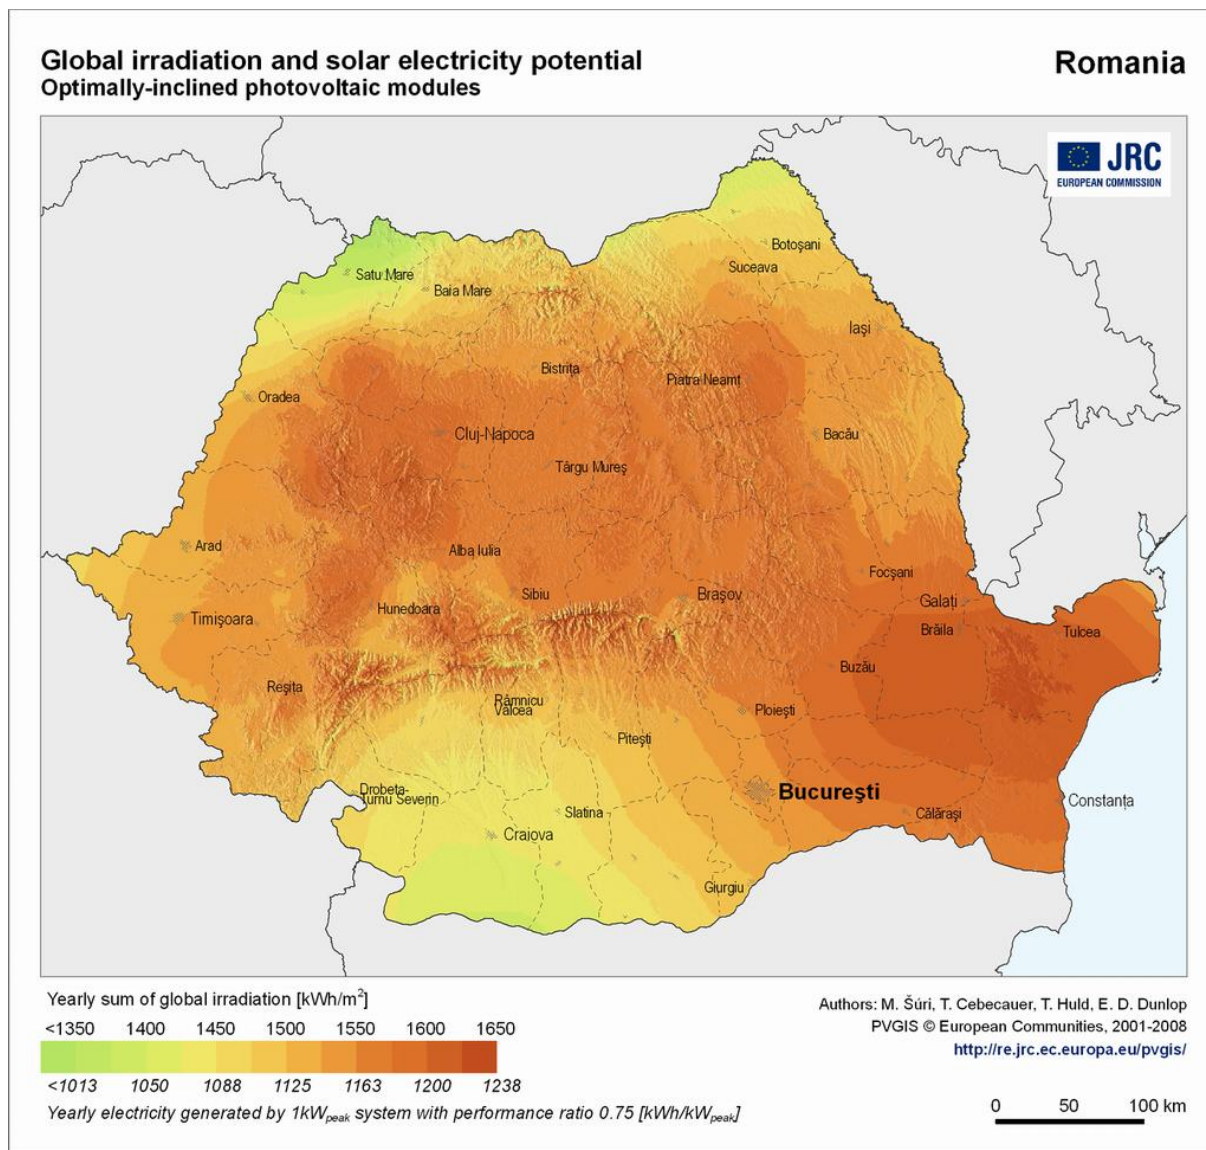 Global irradiation and solar electricity potential
Optimally-inclined photovoltaic modules
Romania
JRC
EUROPEAN COMMISSION
Botoşani
Suceava
Satu Mare
Baia Mare
Iaşi
Bistriţa
Piatra Neamţ
Oradea
Cluj-Napoca
Bacău
Târgu Mureş
Arad
Alba Iulia
Focşani
Sibiu
Braşov
Galaţi
Hunedoara
Timişoara
Brăila
Tulcea
Buzău
Reşiţa
Râmnicu
Vâlcea
Ploieşti
Piteşti
Drobeta-
Turnu Severin
Bucureşti
Constanţa
Slatina
Călăraşi
Craiova
Giurgiu
Yearly sum of global irradiation [kWh/m²]
<1350 1400 1450 1500 1550 1600 1650
<1013 1050 1088 1125 1163 1200 1238
Yearly electricity generated by 1kWpeak system with performance ratio 0.75 [kWh/kWpeak]
Authors: M. Šúri, T. Cebecauer, T. Huld, E. D. Dunlop
PVGIS © European Communities, 2001-2008
http://re.jrc.ec.europa.eu/pvgis/
0 50 100 km